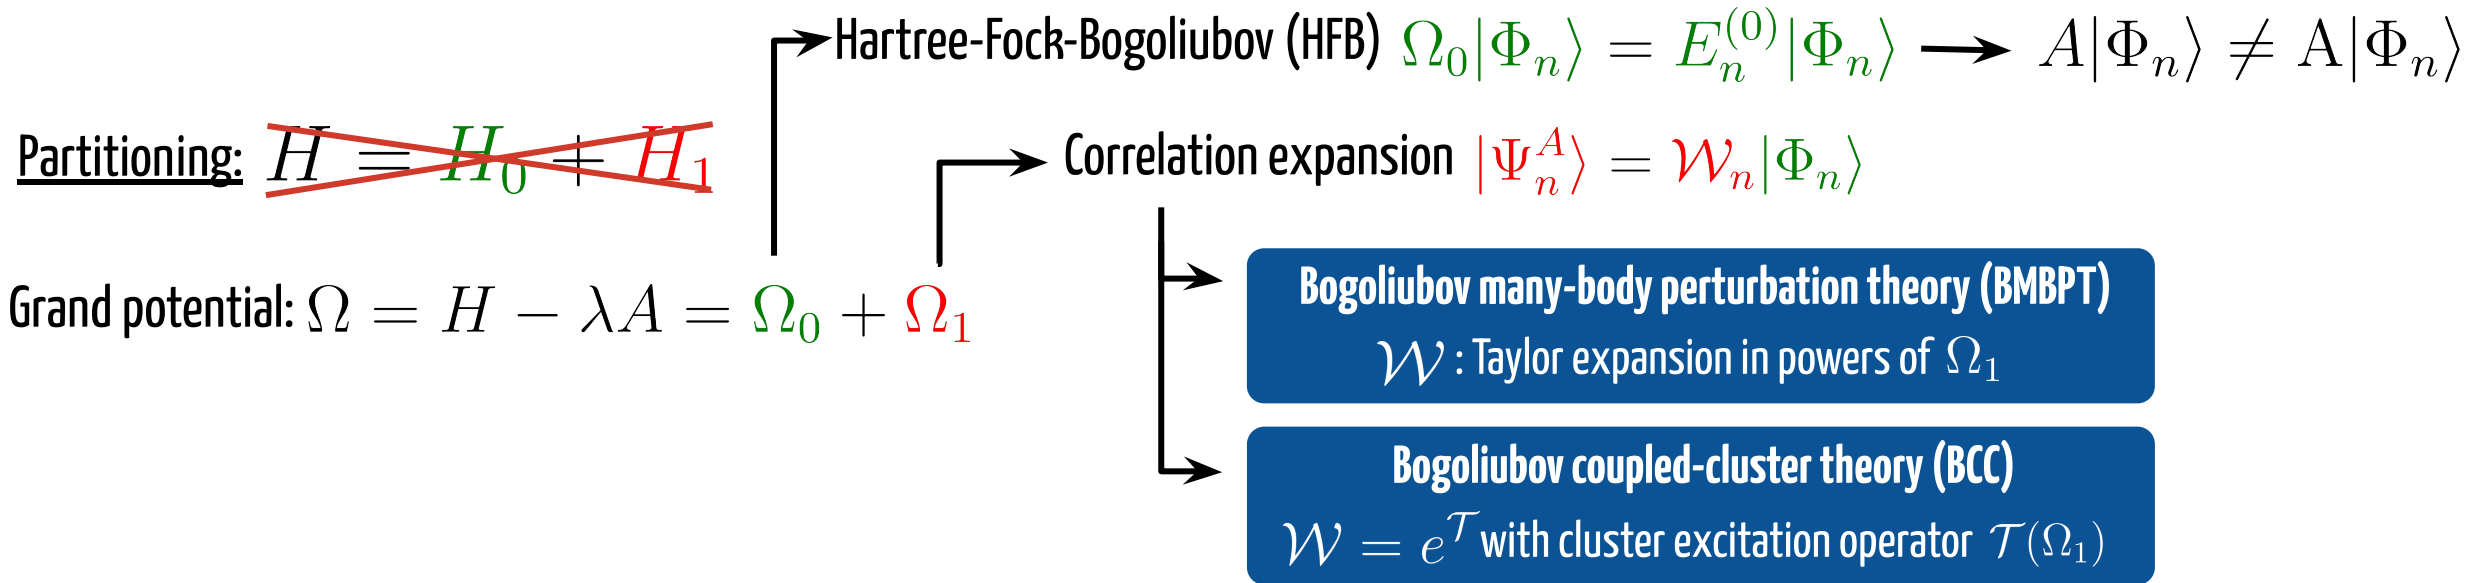 Hartree-Fock-Bogoliubov (HFB) Ω₀|Φₙ⟩ = Eₙ⁽⁰⁾|Φₙ⟩ A|Φₙ⟩ ≠ A|Φₙ⟩
Partitioning: H = H₀ + H₁
Correlation expansion |Ψₙᴬ⟩ = 𝒲ₙ|Φₙ⟩
Grand potential: Ω = H − λA = Ω₀ + Ω₁
Bogoliubov many-body perturbation theory (BMBPT)
𝒲 : Taylor expansion in powers of Ω₁
Bogoliubov coupled-cluster theory (BCC)
𝒲 = e^𝒯 with cluster excitation operator 𝒯(Ω₁)